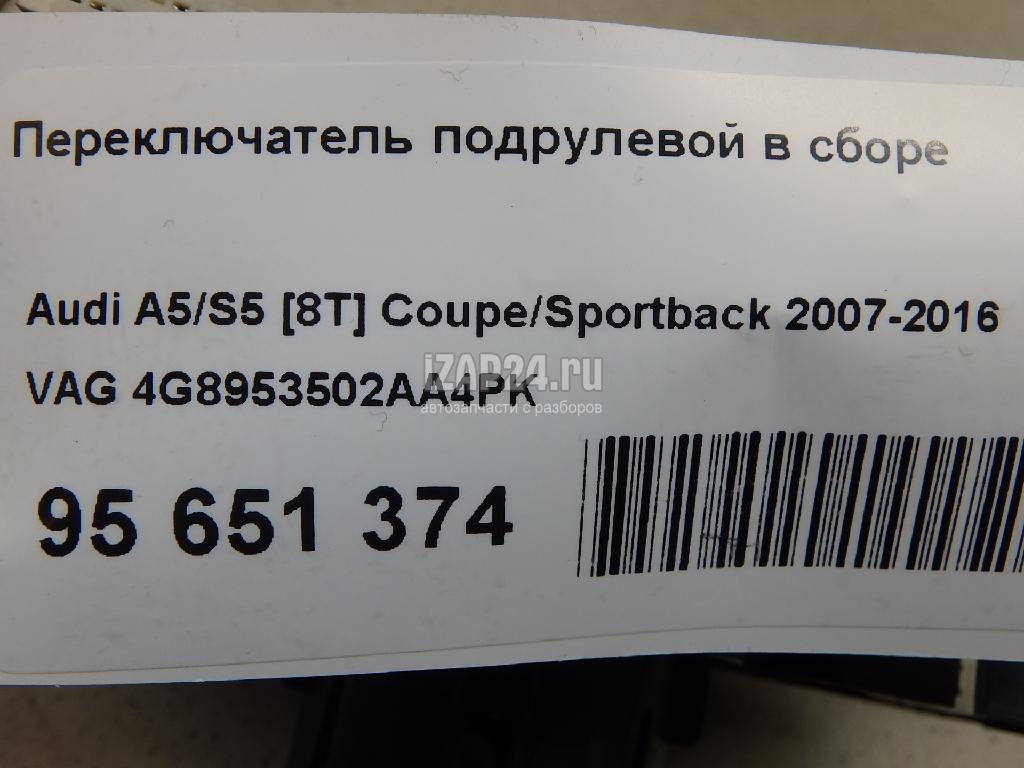 Переключатель подрулевой в сборе
Audi A5/S5 [8T] Coupe/Sportback 2007-2016
iZAP24.ru
VAG 4G8953502AA4PK
автозапчасти с разборов
95 651 374